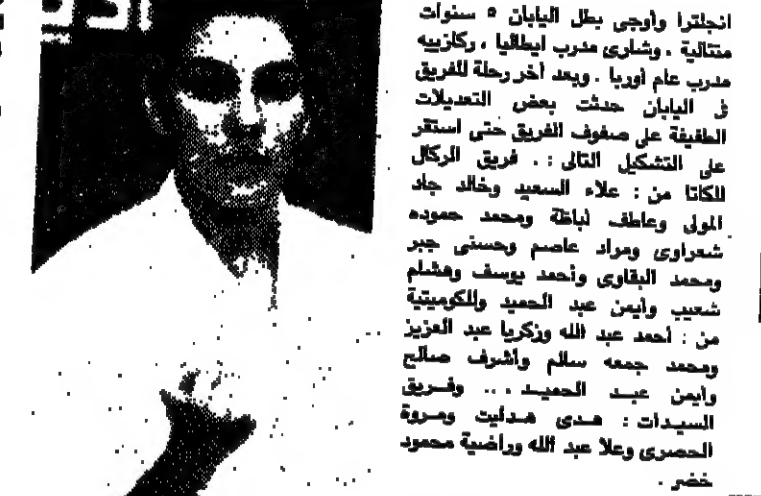 انجلترا وأوجى بطل اليابان ٥ سنوات
متتالية . وشارى مدرب ايطاليا ، ركازييه
مدرب عام أوربا . وبعد أخر رحلة للفريق
فى اليابان حدثت بعض التعديلات
الطفيفة على صفوف الفريق حتى استقر
على التشكيل التالى : . فريق الرجال
للكاتا من : علاء السعيد وخالد جاد
المولى وعاطف أباظة ومحمد حموده
شعراوى ومراد عاصم وحسنى جبر
ومحمد البقاوى وأحمد يوسف وهشام
شعيب وأيمن عبد الحميد وللكوميتية
من : أحمد عبد الله وزكريا عبد العزيز
ومحمد جمعه سالم وأشرف صالح
وأيمن عبد الحميد ... وفريق
السيدات : هدى هدايت ومروة
الحصرى وعلا عبد الله وراضية محمود
خضر .